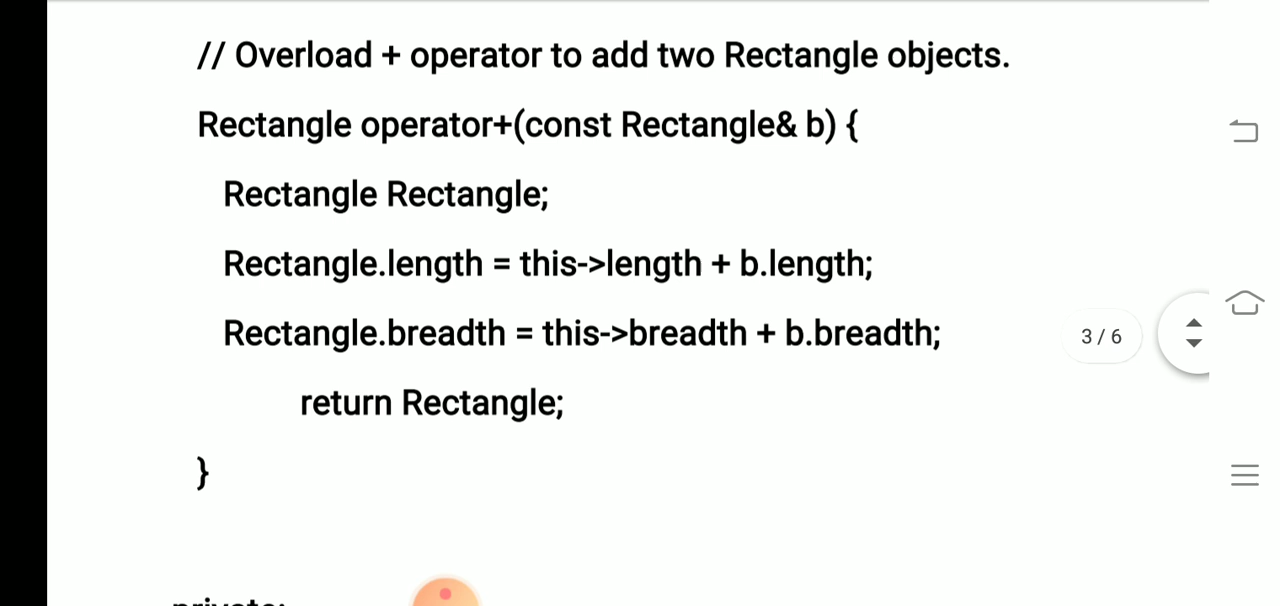 // Overload + operator to add two Rectangle objects.
Rectangle operator+(const Rectangle& b) {
Rectangle Rectangle;
Rectangle.length = this->length + b.length;
Rectangle.breadth = this->breadth + b.breadth;
3 / 6
return Rectangle;
}
private: